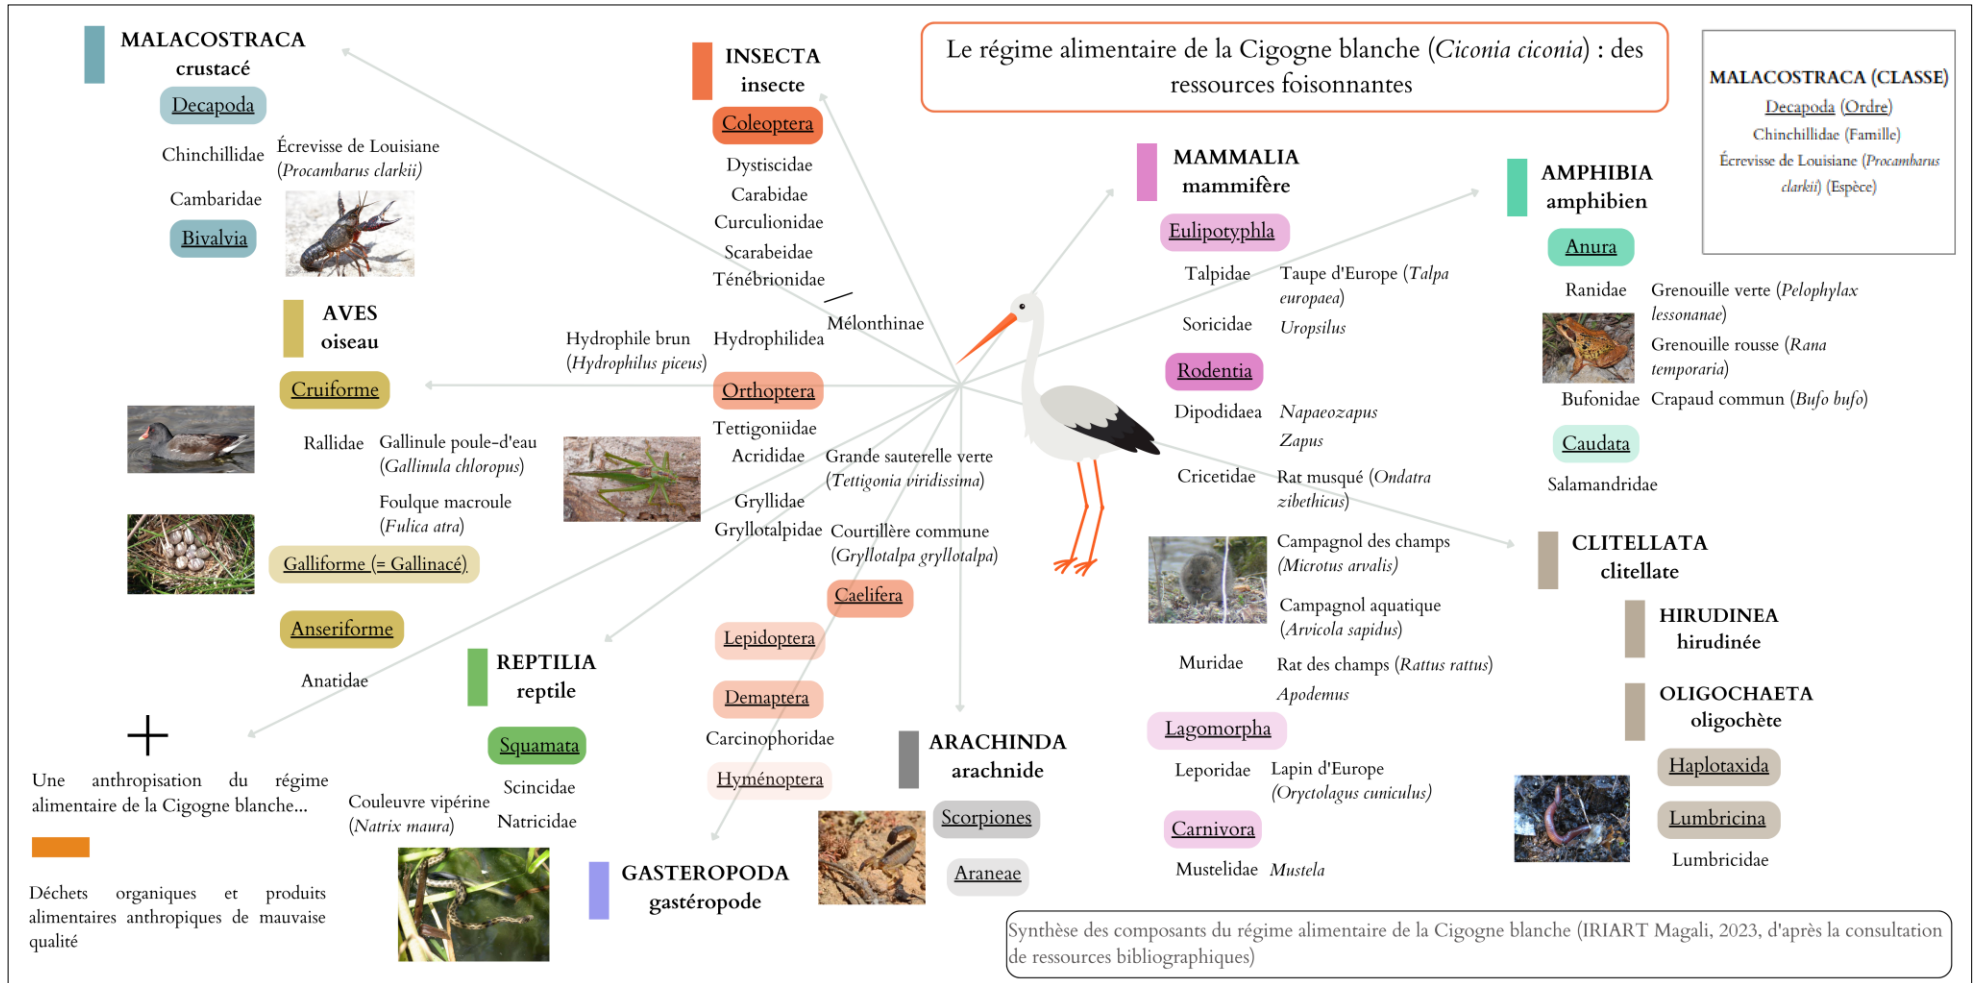 Le régime alimentaire de la Cigogne blanche (Ciconia ciconia) : des
ressources foisonnantes
MALACOSTRACA (CLASSE)
Decapoda (Ordre)
Chinchillidae (Famille)
Écrevisse de Louisiane (Procambarus
clarkii) (Espèce)
MALACOSTRACA
crustacé
Decapoda
Chinchillidae
Écrevisse de Louisiane
(Procambarus clarkii)
Cambaridae
Bivalvia
AVES
oiseau
Cruiforme
Rallidae
Gallinule poule-d'eau
(Gallinula chloropus)
Foulque macroule
(Fulica atra)
Galliforme (= Gallinacé)
Anseriforme
Anatidae
Une anthropisation du régime
alimentaire de la Cigogne blanche...
Déchets organiques et produits
alimentaires anthropiques de mauvaise
qualité
REPTILIA
reptile
Squamata
Scincidae
Couleuvre vipérine
(Natrix maura)
Natricidae
INSECTA
insecte
Coleoptera
Dystiscidae
Carabidae
Curculionidae
Scarabeidae
Ténébrionidae
Mélonthinae
Hydrophile brun
(Hydrophilus piceus)
Hydrophilidea
Orthoptera
Tettigoniidae
Acrididae
Grande sauterelle verte
(Tettigonia viridissima)
Gryllidae
Gryllotalpidae
Courtillère commune
(Gryllotalpa gryllotalpa)
Caelifera
Lepidoptera
Demaptera
Carcinophoridae
Hyménoptera
GASTEROPODA
gastéropode
ARACHINDA
arachnide
Scorpiones
Araneae
MAMMALIA
mammifère
Eulipotyphla
Talpidae
Taupe d'Europe (Talpa
europaea)
Soricidae
Uropsilus
Rodentia
Dipodidaea
Napaeozapus
Zapus
Cricetidae
Rat musqué (Ondatra
zibethicus)
Campagnol des champs
(Microtus arvalis)
Campagnol aquatique
(Arvicola sapidus)
Muridae
Rat des champs (Rattus rattus)
Apodemus
Lagomorpha
Leporidae
Lapin d'Europe
(Oryctolagus cuniculus)
Carnivora
Mustelidae
Mustela
AMPHIBIA
amphibien
Anura
Ranidae
Grenouille verte (Pelophylax
lessonanae)
Grenouille rousse (Rana
temporaria)
Bufonidae
Crapaud commun (Bufo bufo)
Caudata
Salamandridae
CLITELLATA
clitellate
HIRUDINEA
hirudinée
OLIGOCHAETA
oligochète
Haplotaxida
Lumbricina
Lumbricidae
Synthèse des composants du régime alimentaire de la Cigogne blanche (IRIART Magali, 2023, d'après la consultation
de ressources bibliographiques)